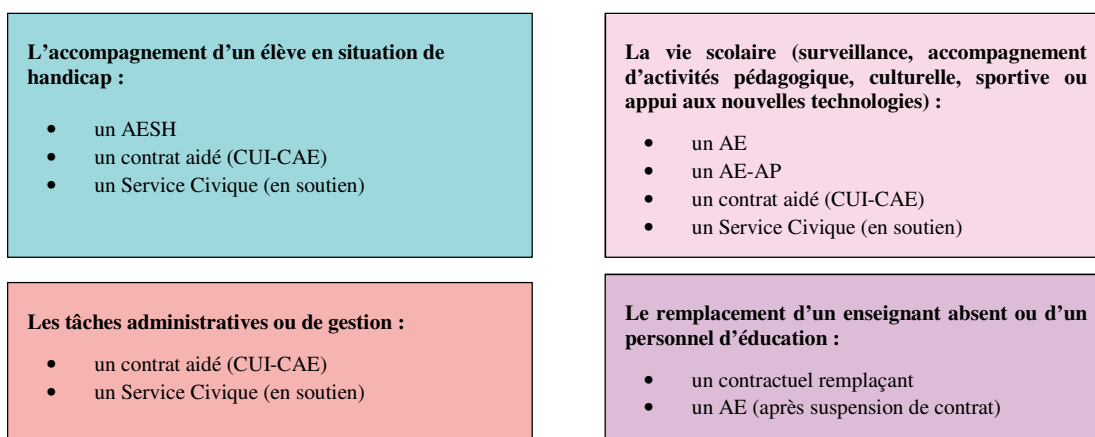 L'accompagnement d'un élève en situation de
handicap :
• un AESH
• un contrat aidé (CUI-CAE)
• un Service Civique (en soutien)
La vie scolaire (surveillance, accompagnement
d'activités pédagogique, culturelle, sportive ou
appui aux nouvelles technologies) :
• un AE
• un AE-AP
• un contrat aidé (CUI-CAE)
• un Service Civique (en soutien)
Les tâches administratives ou de gestion :
• un contrat aidé (CUI-CAE)
• un Service Civique (en soutien)
Le remplacement d'un enseignant absent ou d'un
personnel d'éducation :
• un contractuel remplaçant
• un AE (après suspension de contrat)